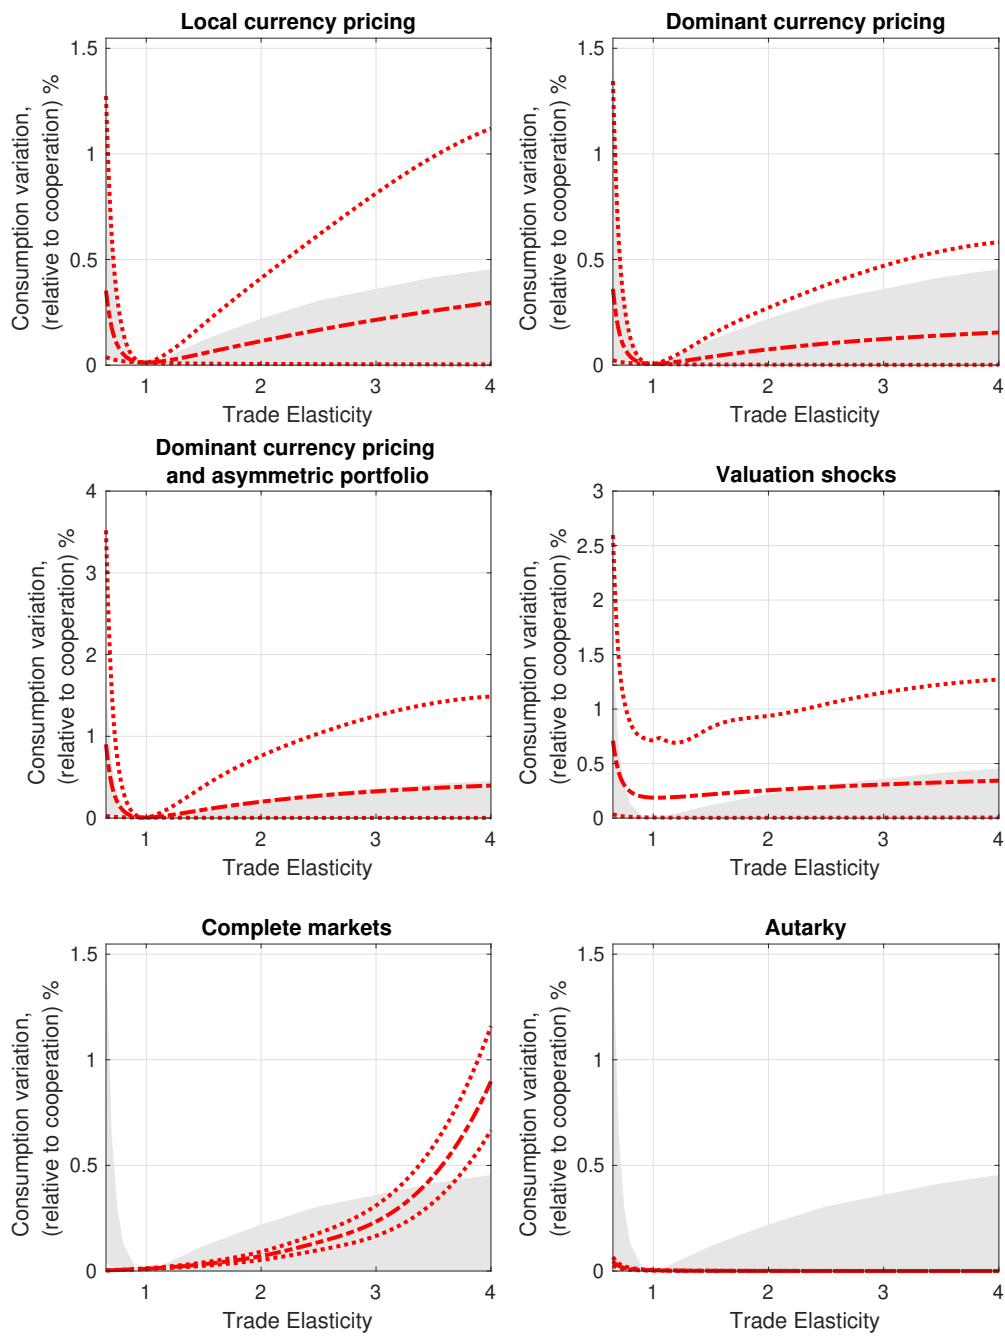 Local currency pricing
1.5
1
0.5
0
1
2
3
4
Consumption variation,
(relative to cooperation) %
Trade Elasticity
Dominant currency pricing
1.5
1
0.5
0
1
2
3
4
Consumption variation,
(relative to cooperation) %
Trade Elasticity
Dominant currency pricing
and asymmetric portfolio
4
3
2
1
0
1
2
3
4
Consumption variation,
(relative to cooperation) %
Trade Elasticity
Valuation shocks
3
2.5
2
1.5
1
0.5
0
1
2
3
4
Consumption variation,
(relative to cooperation) %
Trade Elasticity
Complete markets
1.5
1
0.5
0
1
2
3
4
Consumption variation,
(relative to cooperation) %
Trade Elasticity
Autarky
1.5
1
0.5
0
1
2
3
4
Consumption variation,
(relative to cooperation) %
Trade Elasticity